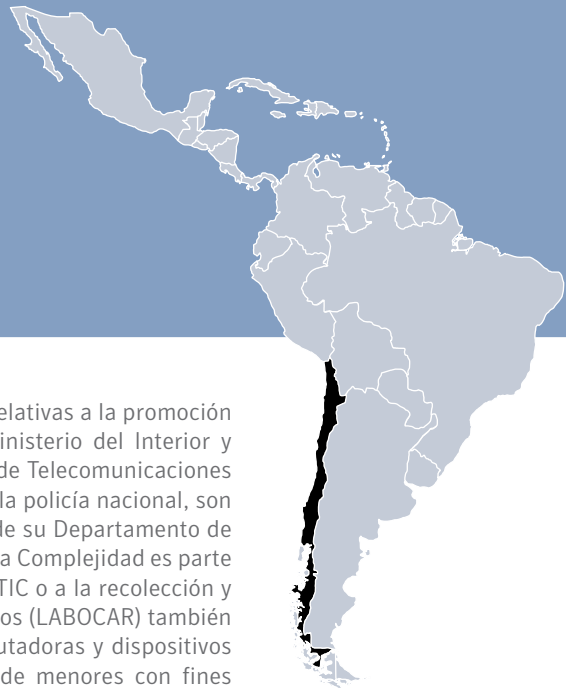 elativas a la promoción
inisterio del Interior y
de Telecomunicaciones
la policía nacional, son
de su Departamento de
a Complejidad es parte
TIC o a la recolección y
os (LABOCAR) también
utadoras y dispositivos
de menores con fines